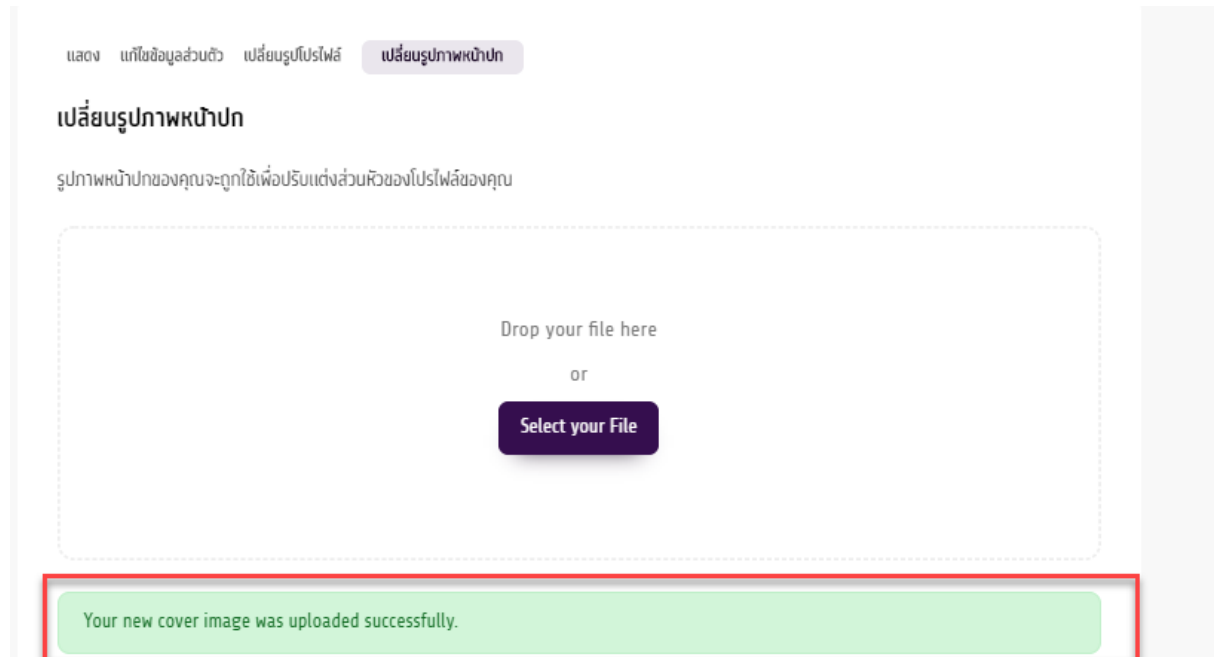 แสดง แก้ไขข้อมูลส่วนตัว เปลี่ยนรูปโปรไฟล์ เปลี่ยนรูปภาพหน้าปก
เปลี่ยนรูปภาพหน้าปก
รูปภาพหน้าปกของคุณจะถูกใช้เพื่อปรับแต่งส่วนหัวของโปรไฟล์ของคุณ
Drop your file here
or
Select your File
Your new cover image was uploaded successfully.